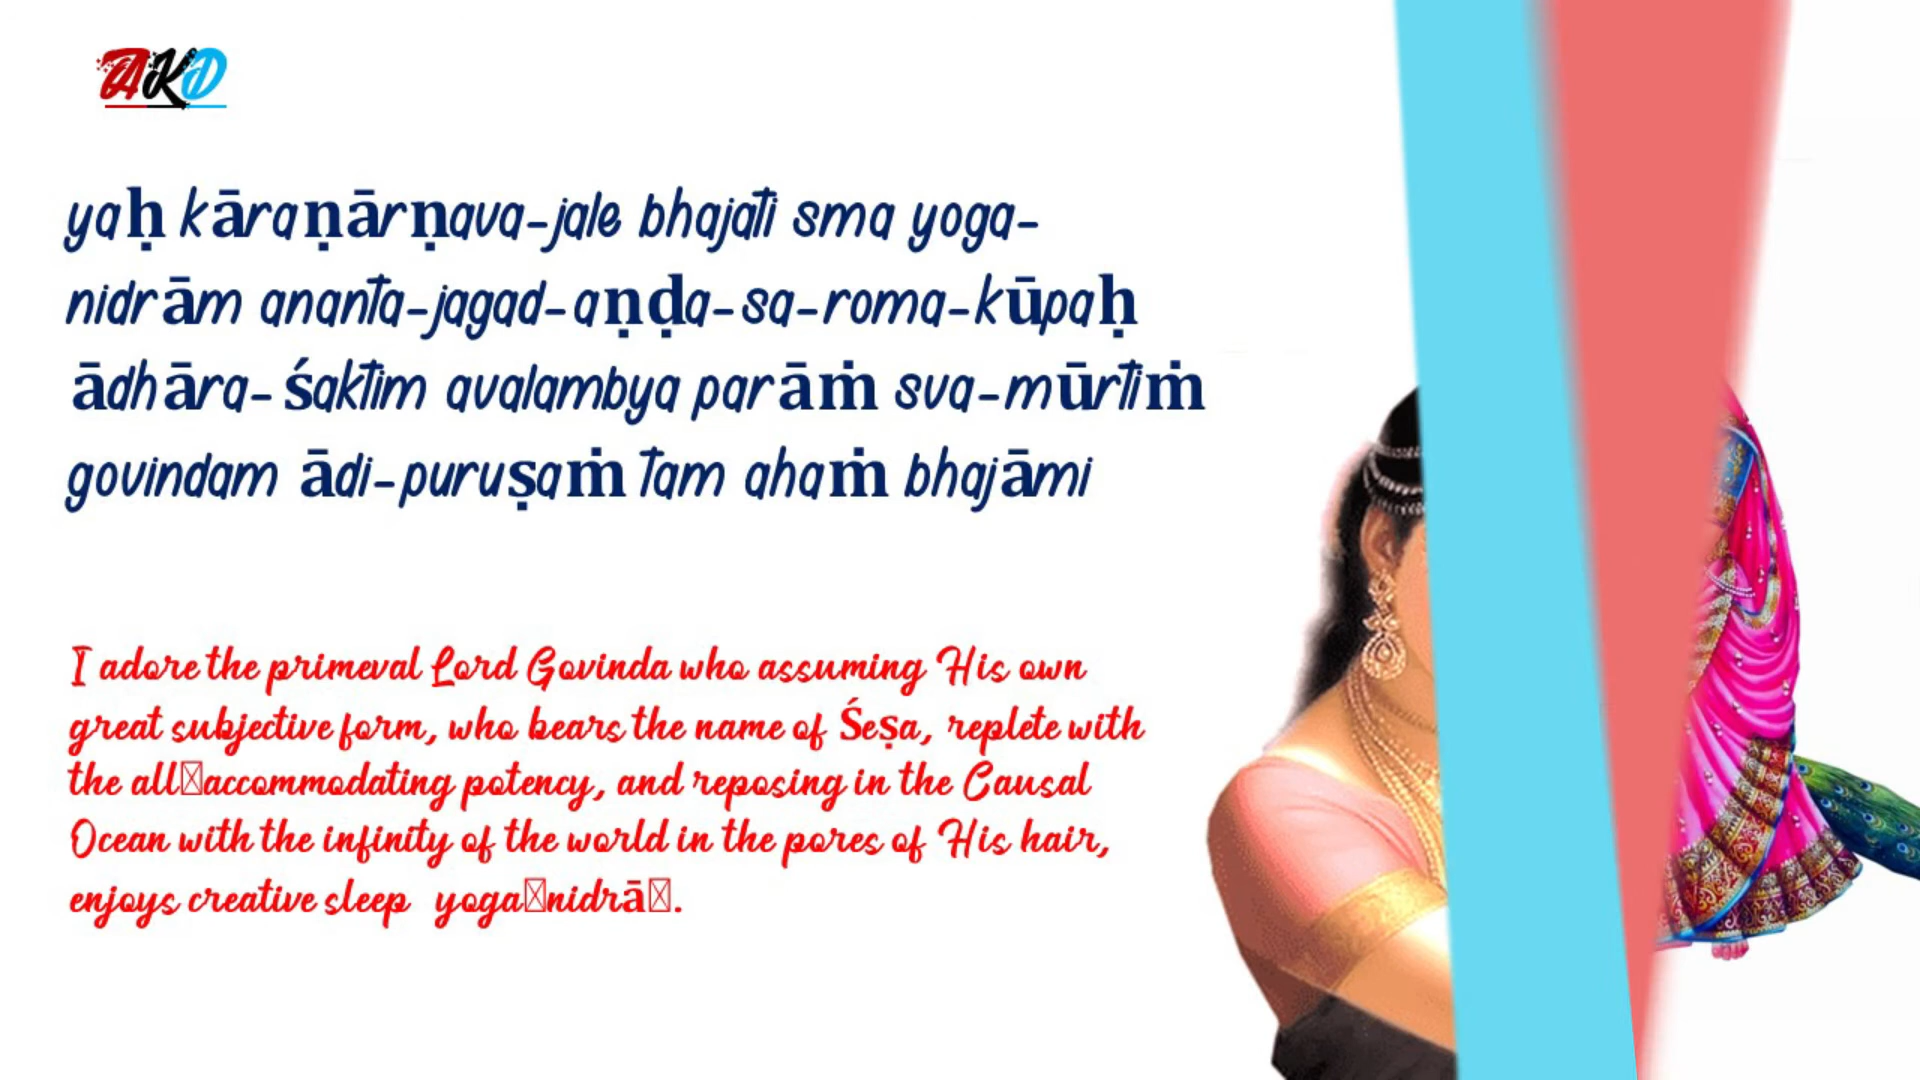 AKD
yaḥ kāraṇārṇava-jale bhajati sma yoga-
nidrām ananta-jagad-aṇḍa-sa-roma-kūpaḥ
ādhāra-śaktim avalambya parāṁ sva-mūrtiṁ
govindam ādi-puruṣaṁ tam ahaṁ bhajāmi
I adore the primeval Lord Govinda who assuming His own
great subjective form, who bears the name of Śeṣa, replete with
the all▯accommodating potency, and reposing in the Causal
Ocean with the infinity of the world in the pores of His hair,
enjoys creative sleep yoga▯nidrā▯.